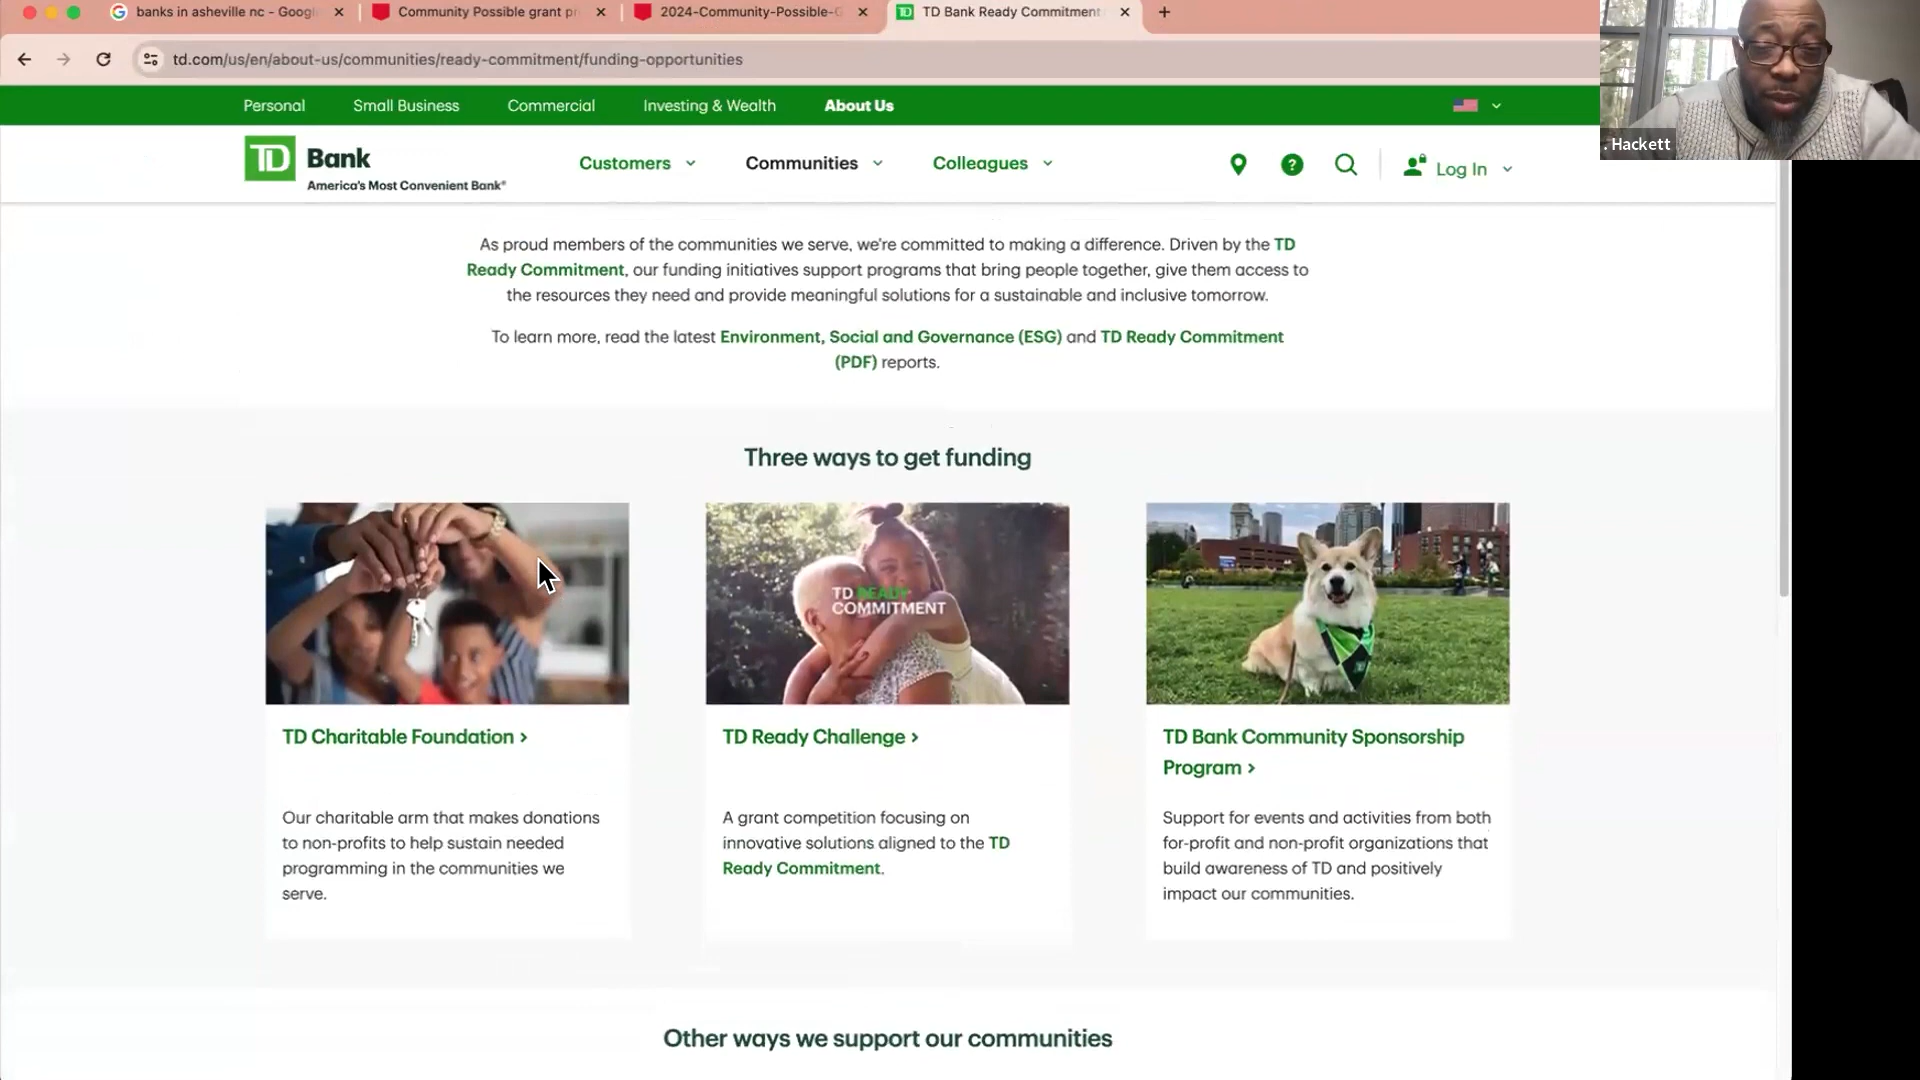 banks in asheville nc - Googl
Community Possible grant pr
2024-Community-Possible-G
TD Bank Ready Commitment
td.com/us/en/about-us/communities/ready-commitment/funding-opportunities
Personal
Small Business
Commercial
Investing & Wealth
About Us
TD Bank
America's Most Convenient Bank®
Customers
Communities
Colleagues
?
Log In
. Hackett
As proud members of the communities we serve, we're committed to making a difference. Driven by the TD
Ready Commitment, our funding initiatives support programs that bring people together, give them access to
the resources they need and provide meaningful solutions for a sustainable and inclusive tomorrow.
To learn more, read the latest Environment, Social and Governance (ESG) and TD Ready Commitment
(PDF) reports.
Three ways to get funding
TD READY
COMMITMENT
TD Charitable Foundation >
Our charitable arm that makes donations
to non-profits to help sustain needed
programming in the communities we
serve.
TD Ready Challenge >
A grant competition focusing on
innovative solutions aligned to the TD
Ready Commitment.
TD Bank Community Sponsorship
Program >
Support for events and activities from both
for-profit and non-profit organizations that
build awareness of TD and positively
impact our communities.
Other ways we support our communities